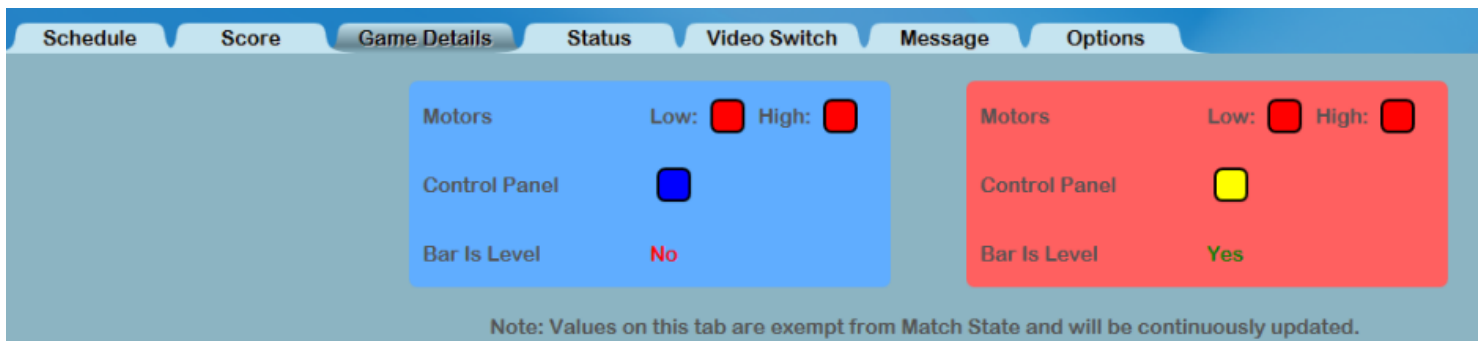 Schedule Score Game Details Status Video Switch Message Options
Motors Low: High: Motors Low: High:
Control Panel Control Panel
Bar Is Level No Bar Is Level Yes
Note: Values on this tab are exempt from Match State and will be continuously updated.